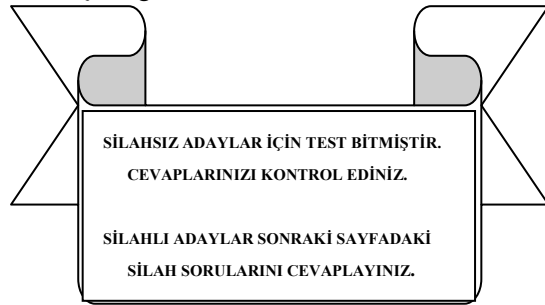 SİLAHSIZ ADAYLAR İÇİN TEST BİTMİŞTİR.
CEVAPLARINIZI KONTROL EDİNİZ.
SİLAHLI ADAYLAR SONRAKİ SAYFADAKİ
SİLAH SORULARINI CEVAPLAYINIZ.